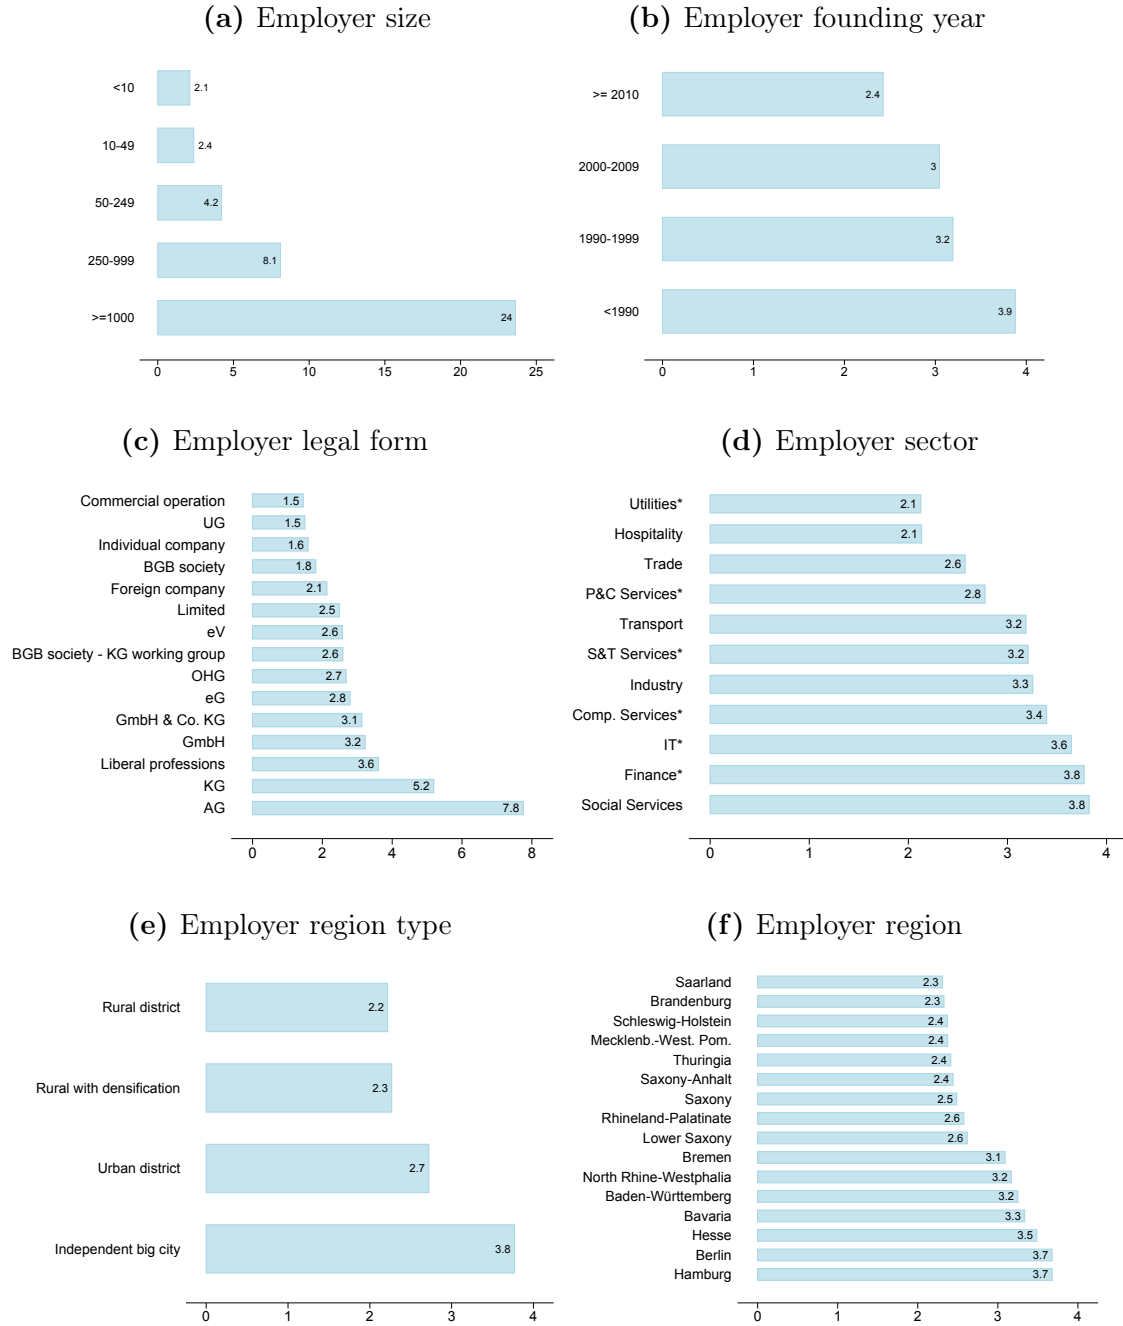 (a) Employer size
<10
2.1
10-49
2.4
50-249
4.2
250-999
8.1
>=1000
24
0 5 10 15 20 25
(b) Employer founding year
>= 2010
2.4
2000-2009
3
1990-1999
3.2
<1990
3.9
0 1 2 3 4
(c) Employer legal form
Commercial operation
1.5
UG
1.5
Individual company
1.6
BGB society
1.8
Foreign company
2.1
Limited
2.5
eV
2.6
BGB society - KG working group
2.6
OHG
2.7
eG
2.8
GmbH & Co. KG
3.1
GmbH
3.2
Liberal professions
3.6
KG
5.2
AG
7.8
0 2 4 6 8
(d) Employer sector
Utilities*
2.1
Hospitality
2.1
Trade
2.6
P&C Services*
2.8
Transport
3.2
S&T Services*
3.2
Industry
3.3
Comp. Services*
3.4
IT*
3.6
Finance*
3.8
Social Services
3.8
0 1 2 3 4
(e) Employer region type
Rural district
2.2
Rural with densification
2.3
Urban district
2.7
Independent big city
3.8
0 1 2 3 4
(f) Employer region
Saarland
2.3
Brandenburg
2.3
Schleswig-Holstein
2.4
Mecklenb.-West. Pom.
2.4
Thuringia
2.4
Saxony-Anhalt
2.4
Saxony
2.5
Rhineland-Palatinate
2.6
Lower Saxony
2.6
Bremen
3.1
North Rhine-Westphalia
3.2
Baden-Württemberg
3.2
Bavaria
3.3
Hesse
3.5
Berlin
3.7
Hamburg
3.7
0 1 2 3 4